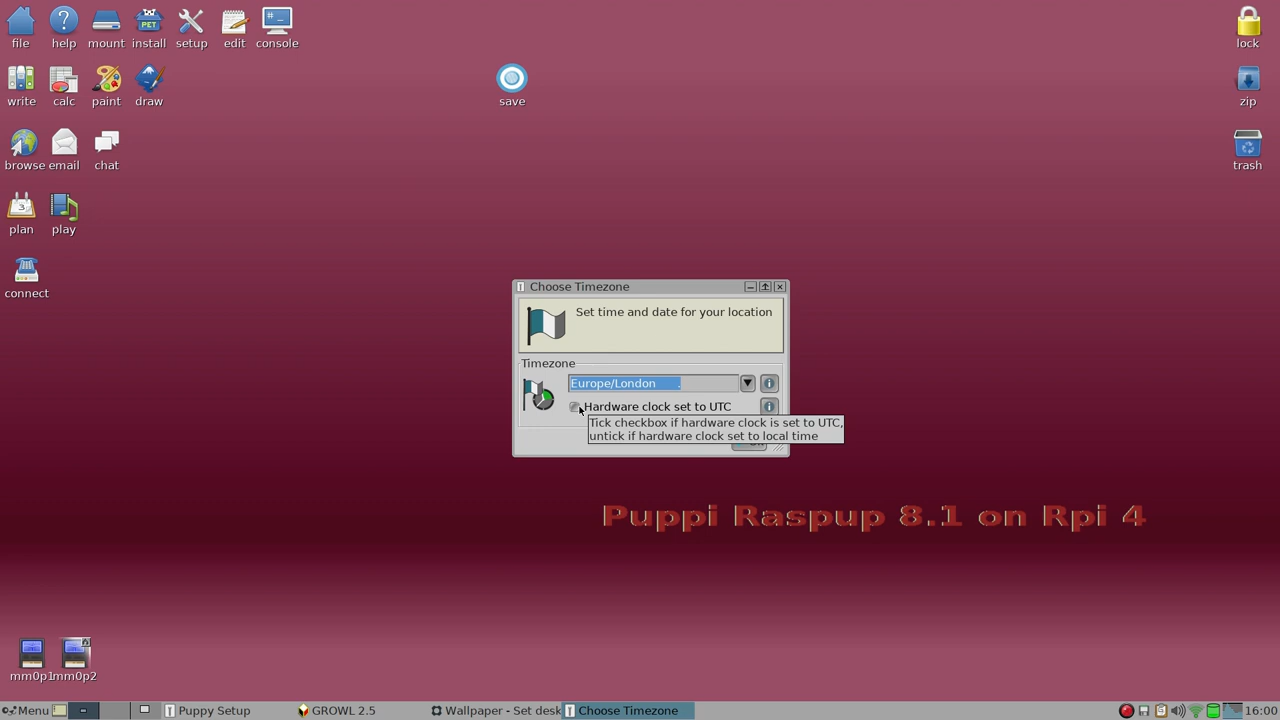 file
help
mount
install
setup
edit
console
lock
write
calc
paint
draw
save
zip
browse
email
chat
trash
plan
play
connect
Choose Timezone
Set time and date for your location
Timezone
Europe/London .
Hardware clock set to UTC
Tick checkbox if hardware clock is set to UTC,
untick if hardware clock set to local time
Puppi Raspup 8.1 on Rpi 4
mm0p1
mm0p2
Menu
Puppy Setup
GROWL 2.5
Wallpaper - Set desk
Choose Timezone
16:00